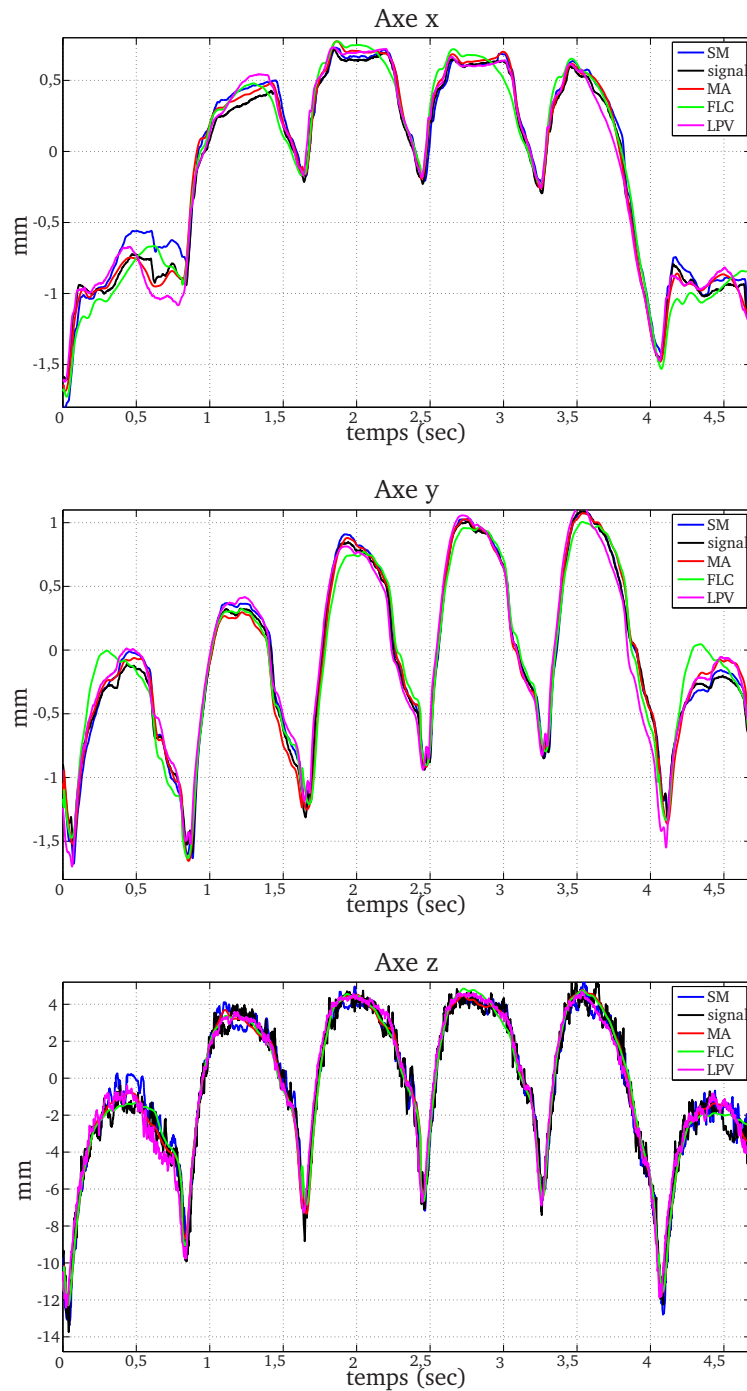 Axe x
SM
signal
MA
FLC
LPV
0,5
0
-0,5
-1
-1.5
mm
0 0,5 1 1,5 2 2,5 3 3,5 4 4,5
temps (sec)
Axe y
SM
signal
MA
FLC
LPV
1
0,5
0
-0,5
-1
-1.5
mm
0 0,5 1 1,5 2 2,5 3 3,5 4 4,5
temps (sec)
Axe z
SM
signal
MA
FLC
LPV
4
2
0
-2
-4
-6
-8
-10
-12
-14
mm
0 0,5 1 1,5 2 2,5 3 3,5 4 4,5
temps (sec)